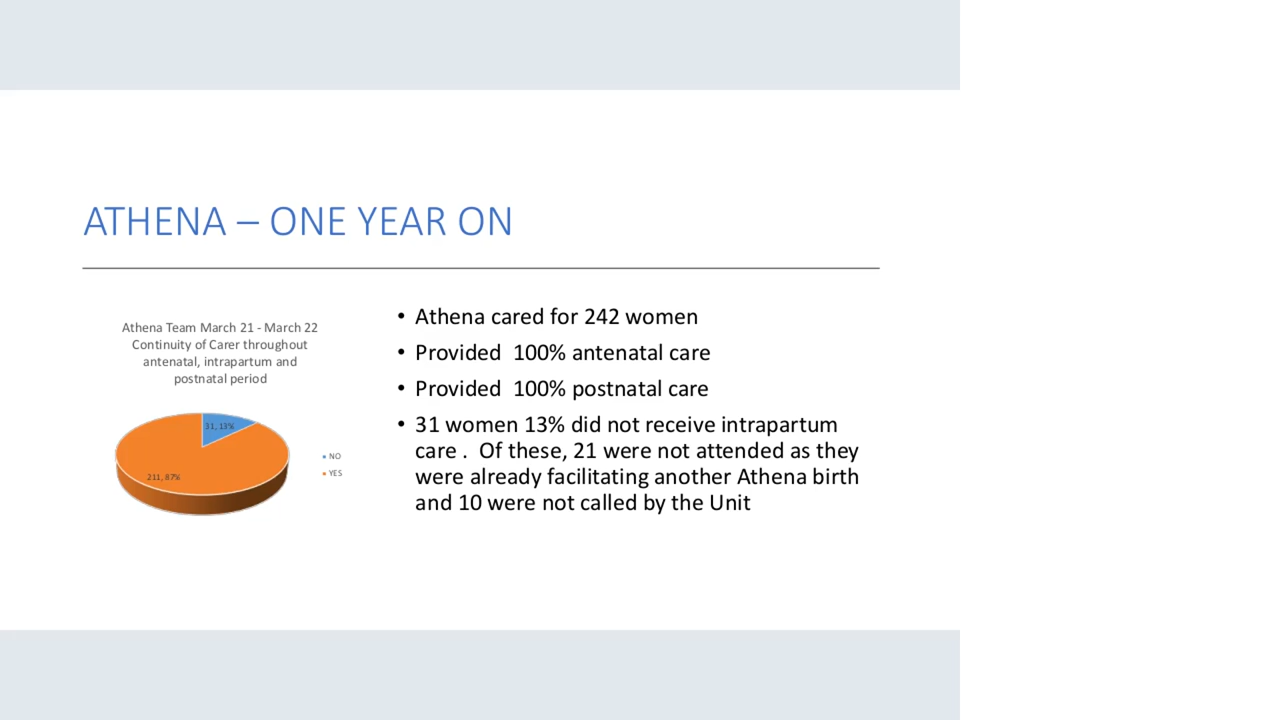 ATHENA – ONE YEAR ON
Athena Team March 21 - March 22
Continuity of Carer throughout
antenatal, intrapartum and
postnatal period
31, 13%
211, 87%
NO
YES
• Athena cared for 242 women
• Provided  100% antenatal care
• Provided  100% postnatal care
• 31 women 13% did not receive intrapartum
care .  Of these, 21 were not attended as they
were already facilitating another Athena birth
and 10 were not called by the Unit